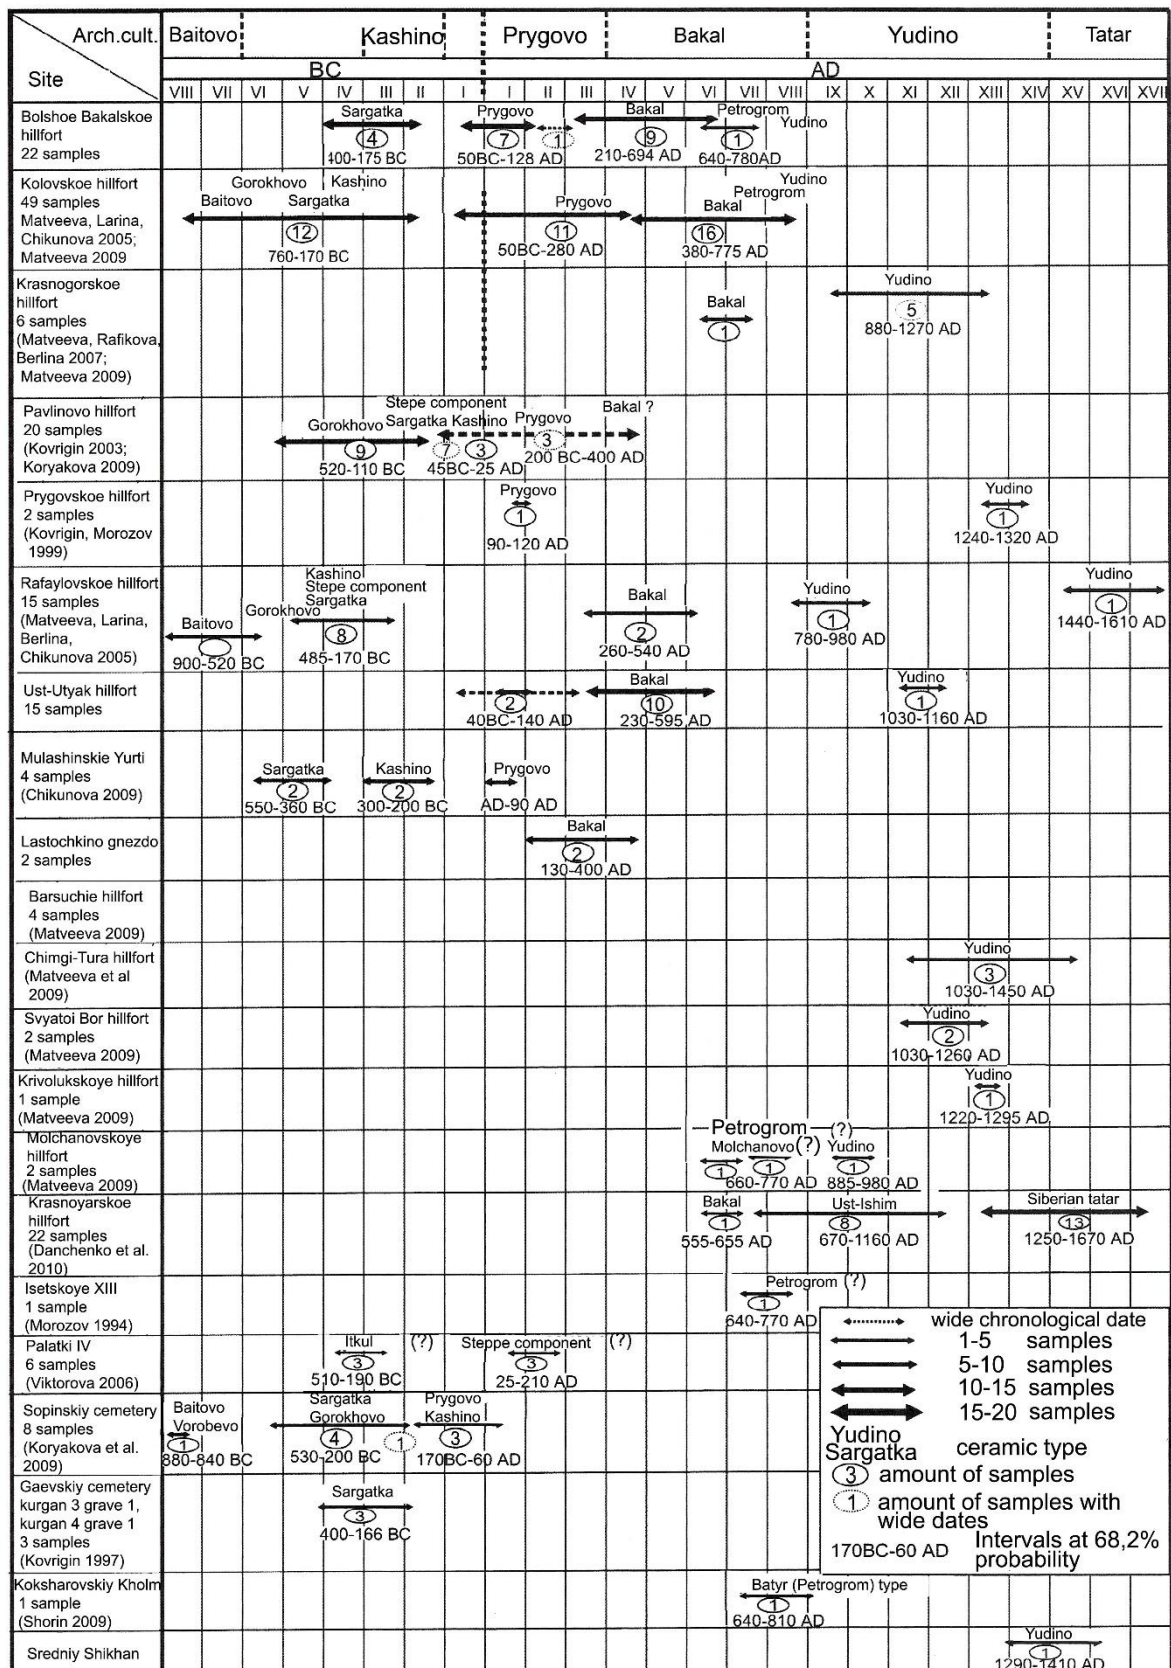 Arch.cult.
Site
Baitovo Kashino Prygovo Bakal Yudino Tatar
BC AD
VIII VII VI V IV III II I I II III IV V VI VII VIII IX X XI XII XIII XIV XV XVI XVII
Bolshoe Bakalskoe
hillfort
22 samples
Sargatka
4
400-175 BC
Prygovo
7
50BC-128 AD
1
Bakal
9
210-694 AD
Petrogrom
1
640-780AD
Yudino
Kolovskoe hillfort
49 samples
Matveeva, Larina,
Chikunova 2005;
Matveeva 2009
Gorokhovo Kashino
Baitovo Sargatka
12
760-170 BC
Prygovo
11
50BC-280 AD
Yudino
Petrogrom
Bakal
16
380-775 AD
Krasnogorskoe
hillfort
6 samples
(Matveeva, Rafikova,
Berlina 2007;
Matveeva 2009)
Bakal
1
Yudino
5
880-1270 AD
Pavlinovo hillfort
20 samples
(Kovrigin 2003;
Koryakova 2009)
Gorokhovo
9
520-110 BC
Stepe component
Sargatka Kashino
7
3
45BC-25 AD
Prygovo
3
200 BC-400 AD
Bakal ?
Prygovskoe hillfort
2 samples
(Kovrigin, Morozov
1999)
Prygovo
1
90-120 AD
Yudino
1
1240-1320 AD
Rafaylovskoe hillfort
15 samples
(Matveeva, Larina,
Berlina,
Chikunova 2005)
Baitovo
900-520 BC
Kashino
Stepe component
Sargatka
Gorokhovo
8
485-170 BC
Bakal
2
260-540 AD
Yudino
1
780-980 AD
Yudino
1
1440-1610 AD
Ust-Utyak hillfort
15 samples
2
40BC-140 AD
Bakal
10
230-595 AD
Yudino
1
1030-1160 AD
Mulashinskie Yurti
4 samples
(Chikunova 2009)
Sargatka
2
550-360 BC
Kashino
2
300-200 BC
Prygovo
AD-90 AD
Lastochkino gnezdo
2 samples
Bakal
2
130-400 AD
Barsuchie hillfort
4 samples
(Matveeva 2009)
Chimgi-Tura hillfort
(Matveeva et al
2009)
Yudino
3
1030-1450 AD
Svyatoi Bor hillfort
2 samples
(Matveeva 2009)
Yudino
2
1030-1260 AD
Krivolukskoye hillfort
1 sample
(Matveeva 2009)
Yudino
1
1220-1295 AD
Molchanovskoye
hillfort
2 samples
(Matveeva 2009)
Petrogrom (?)
Molchanovo (?)
1
1
660-770 AD
Yudino
1
885-980 AD
Krasnoyarskoe
hillfort
22 samples
(Danchenko et al.
2010)
Bakal
1
555-655 AD
Ust-Ishim
8
670-1160 AD
Siberian tatar
13
1250-1670 AD
Isetskoye XIII
1 sample
(Morozov 1994)
Petrogrom (?)
1
640-770 AD
Palatki IV
6 samples
(Viktorova 2006)
Itkul (?)
3
510-190 BC
Steppe component (?)
3
25-210 AD
Sopinskiy cemetery
8 samples
(Koryakova et al.
2009)
Baitovo
Vorobevo
1
880-840 BC
Sargatka
Gorokhovo
4
530-200 BC
1
Prygovo
Kashino
3
170BC-60 AD
Gaevskiy cemetery
kurgan 3 grave 1,
kurgan 4 grave 1
3 samples
(Kovrigin 1997)
Sargatka
3
400-166 BC
Koksharovskiy Kholm
1 sample
(Shorin 2009)
Batyr (Petrogrom) type
1
640-810 AD
Sredniy Shikhan
Yudino
1
1290-1410 AD
wide chronological date
1-5 samples
5-10 samples
10-15 samples
15-20 samples
Yudino
Sargatka ceramic type
3 amount of samples
1 amount of samples with
wide dates
170BC-60 AD Intervals at 68,2%
probability